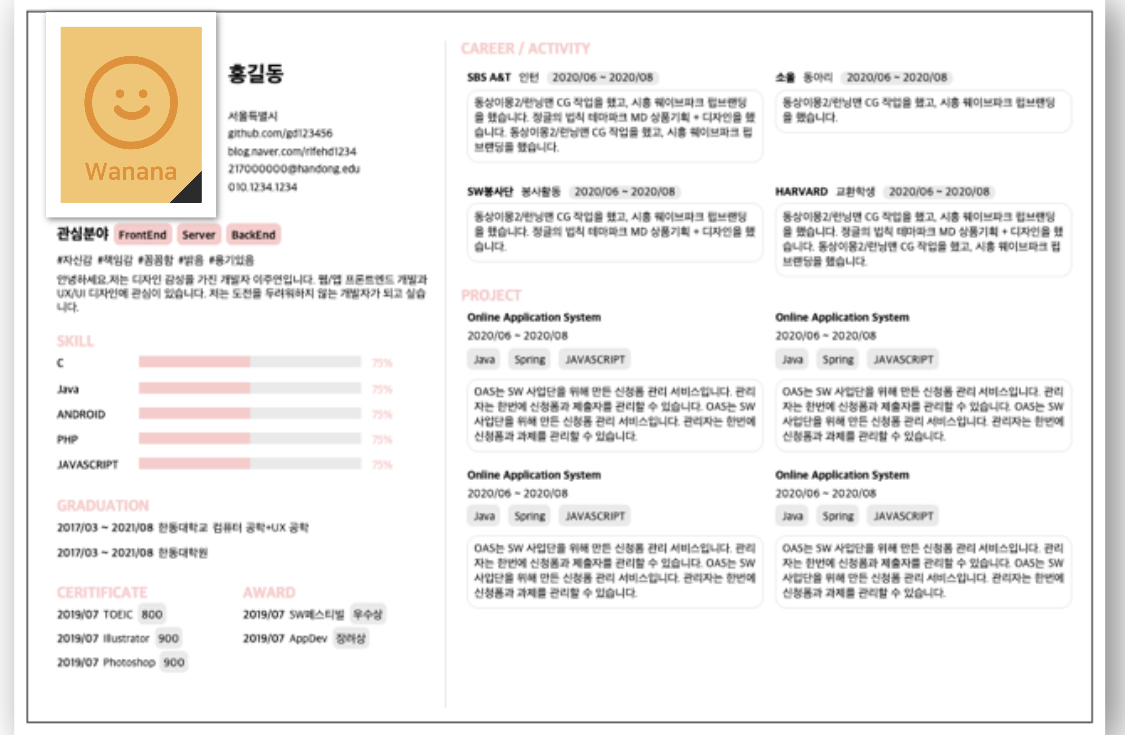 Wanana
홍길동
서울특별시
github.com/gd123456
blog.naver.com/rlfehd1234
217000000@handong.edu
010.1234.1234
관심분야 FrontEnd Server BackEnd
#자신감 #책임감 #꼼꼼함 #밝음 #용기있음
안녕하세요.저는 디자인 감성을 가진 개발자 이주연입니다. 웹/앱 프론트엔드 개발과
UX/UI 디자인에 관심이 있습니다. 저는 도전을 두려워하지 않는 개발자가 되고 싶습
니다.
SKILL
C 75%
Java 75%
ANDROID 75%
PHP 75%
JAVASCRIPT 75%
GRADUATION
2017/03 ~ 2021/08 한동대학교 컴퓨터 공학+UX 공학
2017/03 ~ 2021/08 한동대학원
CERITIFICATE
2019/07 TOEIC 800
2019/07 Illustrator 900
2019/07 Photoshop 900
AWARD
2019/07 SW페스티벌 우수상
2019/07 AppDev 장려상
CAREER / ACTIVITY
SBS A&T 인턴 2020/06 ~ 2020/08
동상이몽2/런닝맨 CG 작업을 했고, 시흥 웨이브파크 립브랜딩
을 했습니다. 정글의 법칙 테마파크 MD 상품기획 + 디자인을 했
습니다. 동상이몽2/런닝맨 CG 작업을 했고, 시흥 웨이브파크 립
브랜딩을 했습니다.
소울 동아리 2020/06 ~ 2020/08
동상이몽2/런닝맨 CG 작업을 했고, 시흥 웨이브파크 립브랜딩
을 했습니다.
SW봉사단 봉사활동 2020/06 ~ 2020/08
동상이몽2/런닝맨 CG 작업을 했고, 시흥 웨이브파크 립브랜딩
을 했습니다. 정글의 법칙 테마파크 MD 상품기획 + 디자인을 했
습니다.
HARVARD 교환학생 2020/06 ~ 2020/08
동상이몽2/런닝맨 CG 작업을 했고, 시흥 웨이브파크 립브랜딩
을 했습니다. 정글의 법칙 테마파크 MD 상품기획 + 디자인을 했
습니다. 동상이몽2/런닝맨 CG 작업을 했고, 시흥 웨이브파크 립
브랜딩을 했습니다.
PROJECT
Online Application System
2020/06 ~ 2020/08
Java Spring JAVASCRIPT
OAS는 SW 사업단을 위해 만든 신청폼 관리 서비스입니다. 관리
자는 한번에 신청폼과 제출자를 관리할 수 있습니다. OAS는 SW
사업단을 위해 만든 신청폼 관리 서비스입니다. 관리자는 한번에
신청폼과 과제를 관리할 수 있습니다.
Online Application System
2020/06 ~ 2020/08
Java Spring JAVASCRIPT
OAS는 SW 사업단을 위해 만든 신청폼 관리 서비스입니다. 관리
자는 한번에 신청폼과 제출자를 관리할 수 있습니다. OAS는 SW
사업단을 위해 만든 신청폼 관리 서비스입니다. 관리자는 한번에
신청폼과 과제를 관리할 수 있습니다.
Online Application System
2020/06 ~ 2020/08
Java Spring JAVASCRIPT
OAS는 SW 사업단을 위해 만든 신청폼 관리 서비스입니다. 관리
자는 한번에 신청폼과 제출자를 관리할 수 있습니다. OAS는 SW
사업단을 위해 만든 신청폼 관리 서비스입니다. 관리자는 한번에
신청폼과 과제를 관리할 수 있습니다.
Online Application System
2020/06 ~ 2020/08
Java Spring JAVASCRIPT
OAS는 SW 사업단을 위해 만든 신청폼 관리 서비스입니다. 관리
자는 한번에 신청폼과 제출자를 관리할 수 있습니다. OAS는 SW
사업단을 위해 만든 신청폼 관리 서비스입니다. 관리자는 한번에
신청폼과 과제를 관리할 수 있습니다.